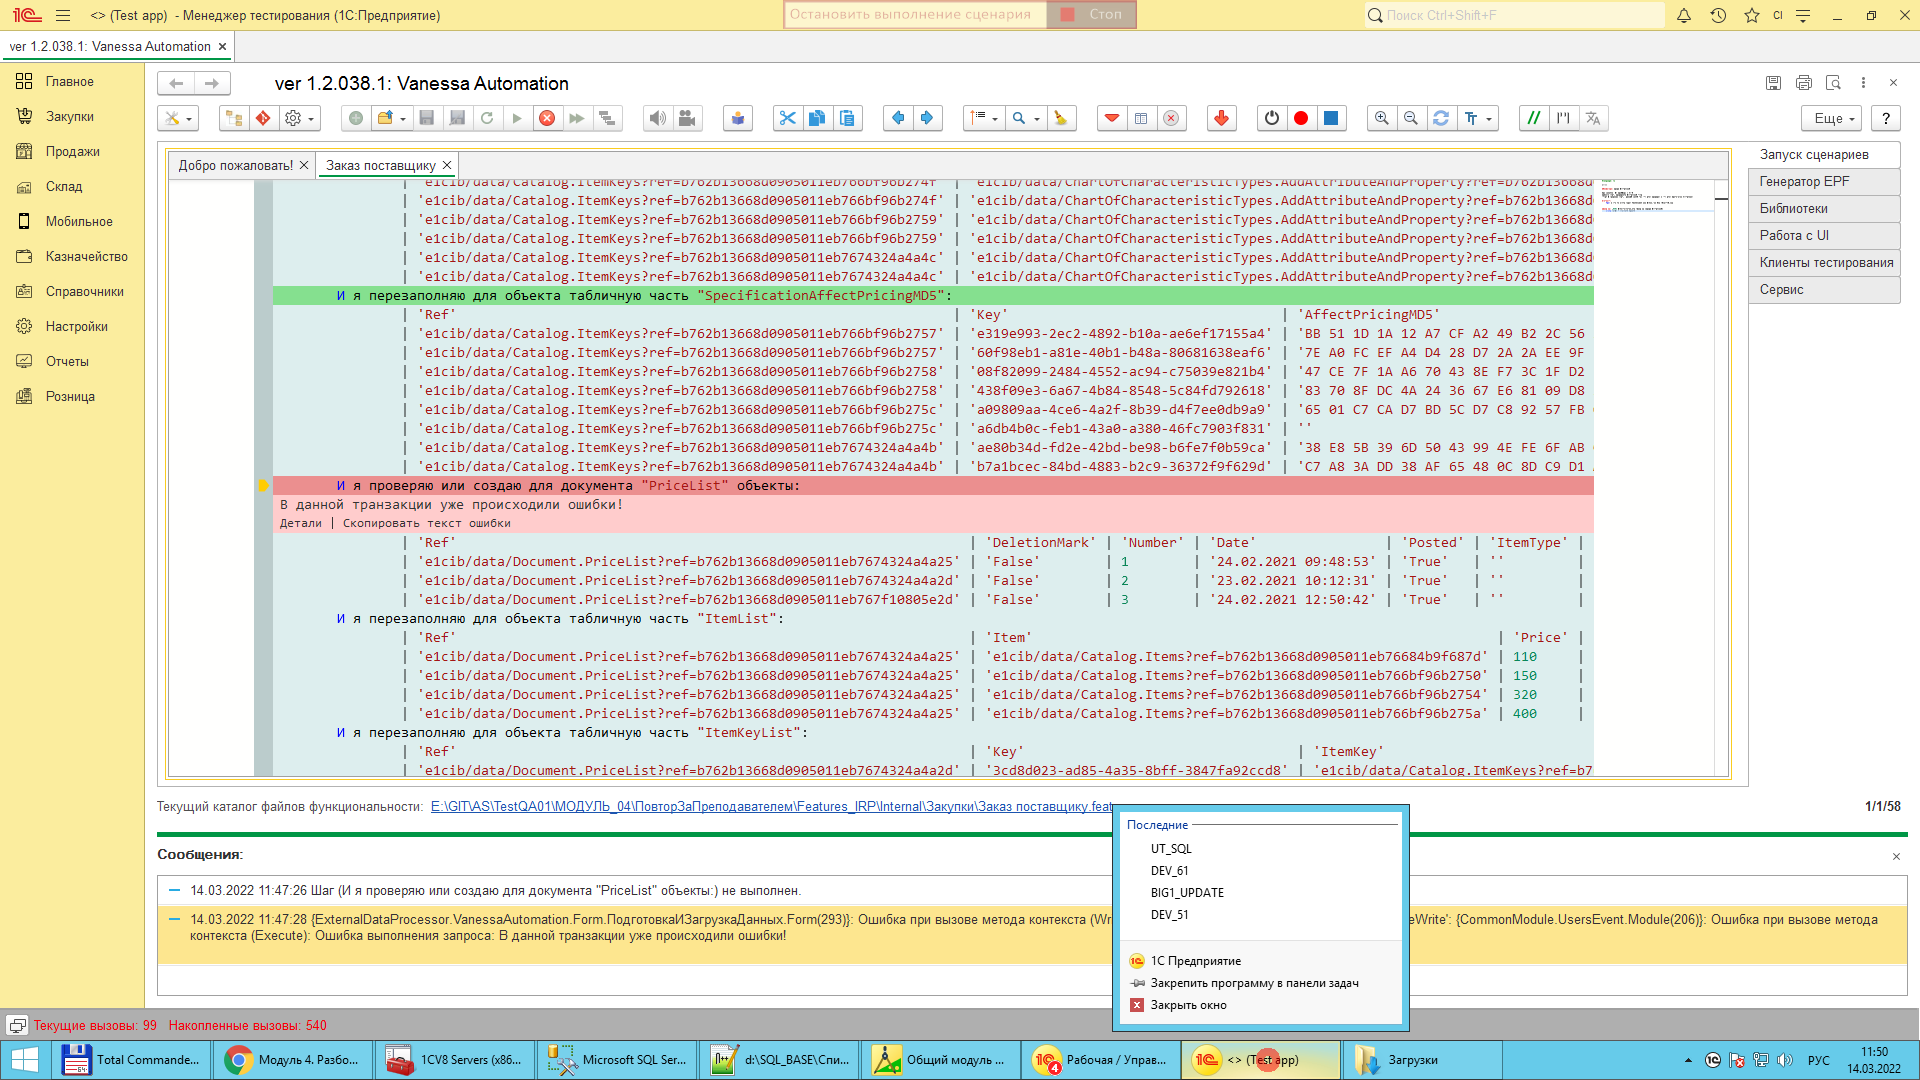 <> (Test app) - Менеджер тестирования (1С:Предприятие)
Остановить выполнение сценария Стоп
Поиск Ctrl+Shift+F
CI
ver 1.2.038.1: Vanessa Automation ×
Главное
Закупки
Продажи
Склад
Мобильное
Казначейство
Справочники
Настройки
Отчеты
Розница
ver 1.2.038.1: Vanessa Automation
Еще
?
Добро пожаловать! ×
Заказ поставщику ×
| 'e1cib/data/Catalog.ItemKeys?ref=b762b13668d0905011eb766bf96b274f' | 'e1cib/data/ChartOfCharacteristicTypes.AddAttributeAndProperty?ref=b762b13668d
| 'e1cib/data/Catalog.ItemKeys?ref=b762b13668d0905011eb766bf96b274f' | 'e1cib/data/ChartOfCharacteristicTypes.AddAttributeAndProperty?ref=b762b13668d
| 'e1cib/data/Catalog.ItemKeys?ref=b762b13668d0905011eb766bf96b2759' | 'e1cib/data/ChartOfCharacteristicTypes.AddAttributeAndProperty?ref=b762b13668d
| 'e1cib/data/Catalog.ItemKeys?ref=b762b13668d0905011eb766bf96b2759' | 'e1cib/data/ChartOfCharacteristicTypes.AddAttributeAndProperty?ref=b762b13668d
| 'e1cib/data/Catalog.ItemKeys?ref=b762b13668d0905011eb7674324a4a4c' | 'e1cib/data/ChartOfCharacteristicTypes.AddAttributeAndProperty?ref=b762b13668d
| 'e1cib/data/Catalog.ItemKeys?ref=b762b13668d0905011eb7674324a4a4c' | 'e1cib/data/ChartOfCharacteristicTypes.AddAttributeAndProperty?ref=b762b13668d
И я перезаполняю для объекта табличную часть "SpecificationAffectPricingMD5":
| 'Ref' | 'Key' | 'AffectPricingMD5'
| 'e1cib/data/Catalog.ItemKeys?ref=b762b13668d0905011eb766bf96b2757' | 'e319e993-2ec2-4892-b10a-ae6ef17155a4' | 'BB 51 1D 1A 12 A7 CF A2 49 B2 2C 56
| 'e1cib/data/Catalog.ItemKeys?ref=b762b13668d0905011eb766bf96b2757' | '60f98eb1-a81e-40b1-b48a-80681638eaf6' | '7E A0 FC EF A4 D4 28 D7 2A 2A EE 9F
| 'e1cib/data/Catalog.ItemKeys?ref=b762b13668d0905011eb766bf96b2758' | '08f82099-2484-4552-ac94-c75039e821b4' | '47 CE 7F 1A A6 70 43 8E F7 3C 1F D2
| 'e1cib/data/Catalog.ItemKeys?ref=b762b13668d0905011eb766bf96b2758' | '438f09e3-6a67-4b84-8548-5c84fd792618' | '83 70 8F DC 4A 24 36 67 E6 81 09 D8
| 'e1cib/data/Catalog.ItemKeys?ref=b762b13668d0905011eb766bf96b275c' | 'a09809aa-4ce6-4a2f-8b39-d4f7ee0db9a9' | '65 01 C7 CA D7 BD 5C D7 C8 92 57 FB
| 'e1cib/data/Catalog.ItemKeys?ref=b762b13668d0905011eb766bf96b275c' | 'a6db4b0c-feb1-43a0-a380-46fc7903f831' | ''
| 'e1cib/data/Catalog.ItemKeys?ref=b762b13668d0905011eb7674324a4a4b' | 'ae80b34d-fd2e-42bd-be98-b6fe7f0b59ca' | '38 E8 5B 39 6D 50 43 99 4E FE 6F AB
| 'e1cib/data/Catalog.ItemKeys?ref=b762b13668d0905011eb7674324a4a4b' | 'b7a1bcec-84bd-4883-b2c9-36372f9f629d' | 'C7 A8 3A DD 38 AF 65 48 0C 8D C9 D1
И я проверяю или создаю для документа "PriceList" объекты:
В данной транзакции уже происходили ошибки!
Детали | Скопировать текст ошибки
| 'Ref' | 'DeletionMark' | 'Number' | 'Date' | 'Posted' | 'ItemType' |
| 'e1cib/data/Document.PriceList?ref=b762b13668d0905011eb7674324a4a25' | 'False' | 1 | '24.02.2021 09:48:53' | 'True' | '' |
| 'e1cib/data/Document.PriceList?ref=b762b13668d0905011eb7674324a4a2d' | 'False' | 2 | '23.02.2021 10:12:31' | 'True' | '' |
| 'e1cib/data/Document.PriceList?ref=b762b13668d0905011eb767f10805e2d' | 'False' | 3 | '24.02.2021 12:50:42' | 'True' | '' |
И я перезаполняю для объекта табличную часть "ItemList":
| 'Ref' | 'Item' | 'Price' |
| 'e1cib/data/Document.PriceList?ref=b762b13668d0905011eb7674324a4a25' | 'e1cib/data/Catalog.Items?ref=b762b13668d0905011eb76684b9f687d' | 110 |
| 'e1cib/data/Document.PriceList?ref=b762b13668d0905011eb7674324a4a25' | 'e1cib/data/Catalog.Items?ref=b762b13668d0905011eb766bf96b2750' | 150 |
| 'e1cib/data/Document.PriceList?ref=b762b13668d0905011eb7674324a4a25' | 'e1cib/data/Catalog.Items?ref=b762b13668d0905011eb766bf96b2754' | 320 |
| 'e1cib/data/Document.PriceList?ref=b762b13668d0905011eb7674324a4a25' | 'e1cib/data/Catalog.Items?ref=b762b13668d0905011eb766bf96b275a' | 400 |
И я перезаполняю для объекта табличную часть "ItemKeyList":
| 'Ref' | 'Key' | 'ItemKey'
| 'e1cib/data/Document.PriceList?ref=b762b13668d0905011eb7674324a4a2d' | '3cd8d023-ad85-4a35-8bff-3847fa92ccd8' | 'e1cib/data/Catalog.ItemKeys?ref=b7
Запуск сценариев
Генератор EPF
Библиотеки
Работа с UI
Клиенты тестирования
Сервис
Текущий каталог файлов функциональности: E:\GIT\AS\TestQA01\МОДУЛЬ_04\ПовторЗаПреподавателем\Features_IRP\Internal\Закупки\Заказ поставщику.feat
1/1/58
Сообщения:
14.03.2022 11:47:26 Шаг (И я проверяю или создаю для документа "PriceList" объекты:) не выполнен.
14.03.2022 11:47:28 {ExternalDataProcessor.VanessaAutomation.Form.ПодготовкаИЗагрузкаДанных.Form(293)}: Ошибка при вызове метода контекста (Wr eWrite': {CommonModule.UsersEvent.Module(206)}: Ошибка при вызове метода
контекста (Execute): Ошибка выполнения запроса: В данной транзакции уже происходили ошибки!
Последние
UT_SQL
DEV_61
BIG1_UPDATE
DEV_51
1С Предприятие
Закрепить программу в панели задач
Закрыть окно
Текущие вызовы: 99 Накопленные вызовы: 540
Total Commande...
Модуль 4. Разбо...
1CV8 Servers (x86...
Microsoft SQL Ser...
d:\SQL_BASE\Спи...
Общий модуль ...
4
Рабочая / Управ...
<> (Test app)
Загрузки
РУС
11:50
14.03.2022